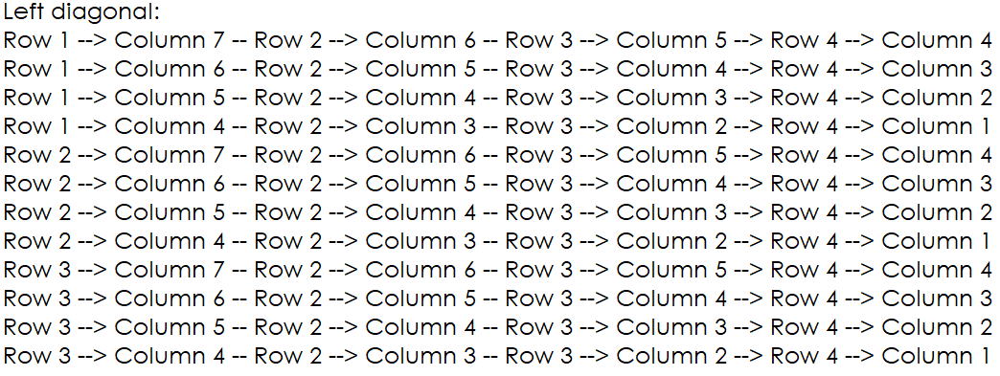 Left diagonal:
Row 1 --> Column 7 -- Row 2 --> Column 6 -- Row 3 --> Column 5 --> Row 4 --> Column 4
Row 1 --> Column 6 -- Row 2 --> Column 5 -- Row 3 --> Column 4 --> Row 4 --> Column 3
Row 1 --> Column 5 -- Row 2 --> Column 4 -- Row 3 --> Column 3 --> Row 4 --> Column 2
Row 1 --> Column 4 -- Row 2 --> Column 3 -- Row 3 --> Column 2 --> Row 4 --> Column 1
Row 2 --> Column 7 -- Row 2 --> Column 6 -- Row 3 --> Column 5 --> Row 4 --> Column 4
Row 2 --> Column 6 -- Row 2 --> Column 5 -- Row 3 --> Column 4 --> Row 4 --> Column 3
Row 2 --> Column 5 -- Row 2 --> Column 4 -- Row 3 --> Column 3 --> Row 4 --> Column 2
Row 2 --> Column 4 -- Row 2 --> Column 3 -- Row 3 --> Column 2 --> Row 4 --> Column 1
Row 3 --> Column 7 -- Row 2 --> Column 6 -- Row 3 --> Column 5 --> Row 4 --> Column 4
Row 3 --> Column 6 -- Row 2 --> Column 5 -- Row 3 --> Column 4 --> Row 4 --> Column 3
Row 3 --> Column 5 -- Row 2 --> Column 4 -- Row 3 --> Column 3 --> Row 4 --> Column 2
Row 3 --> Column 4 -- Row 2 --> Column 3 -- Row 3 --> Column 2 --> Row 4 --> Column 1